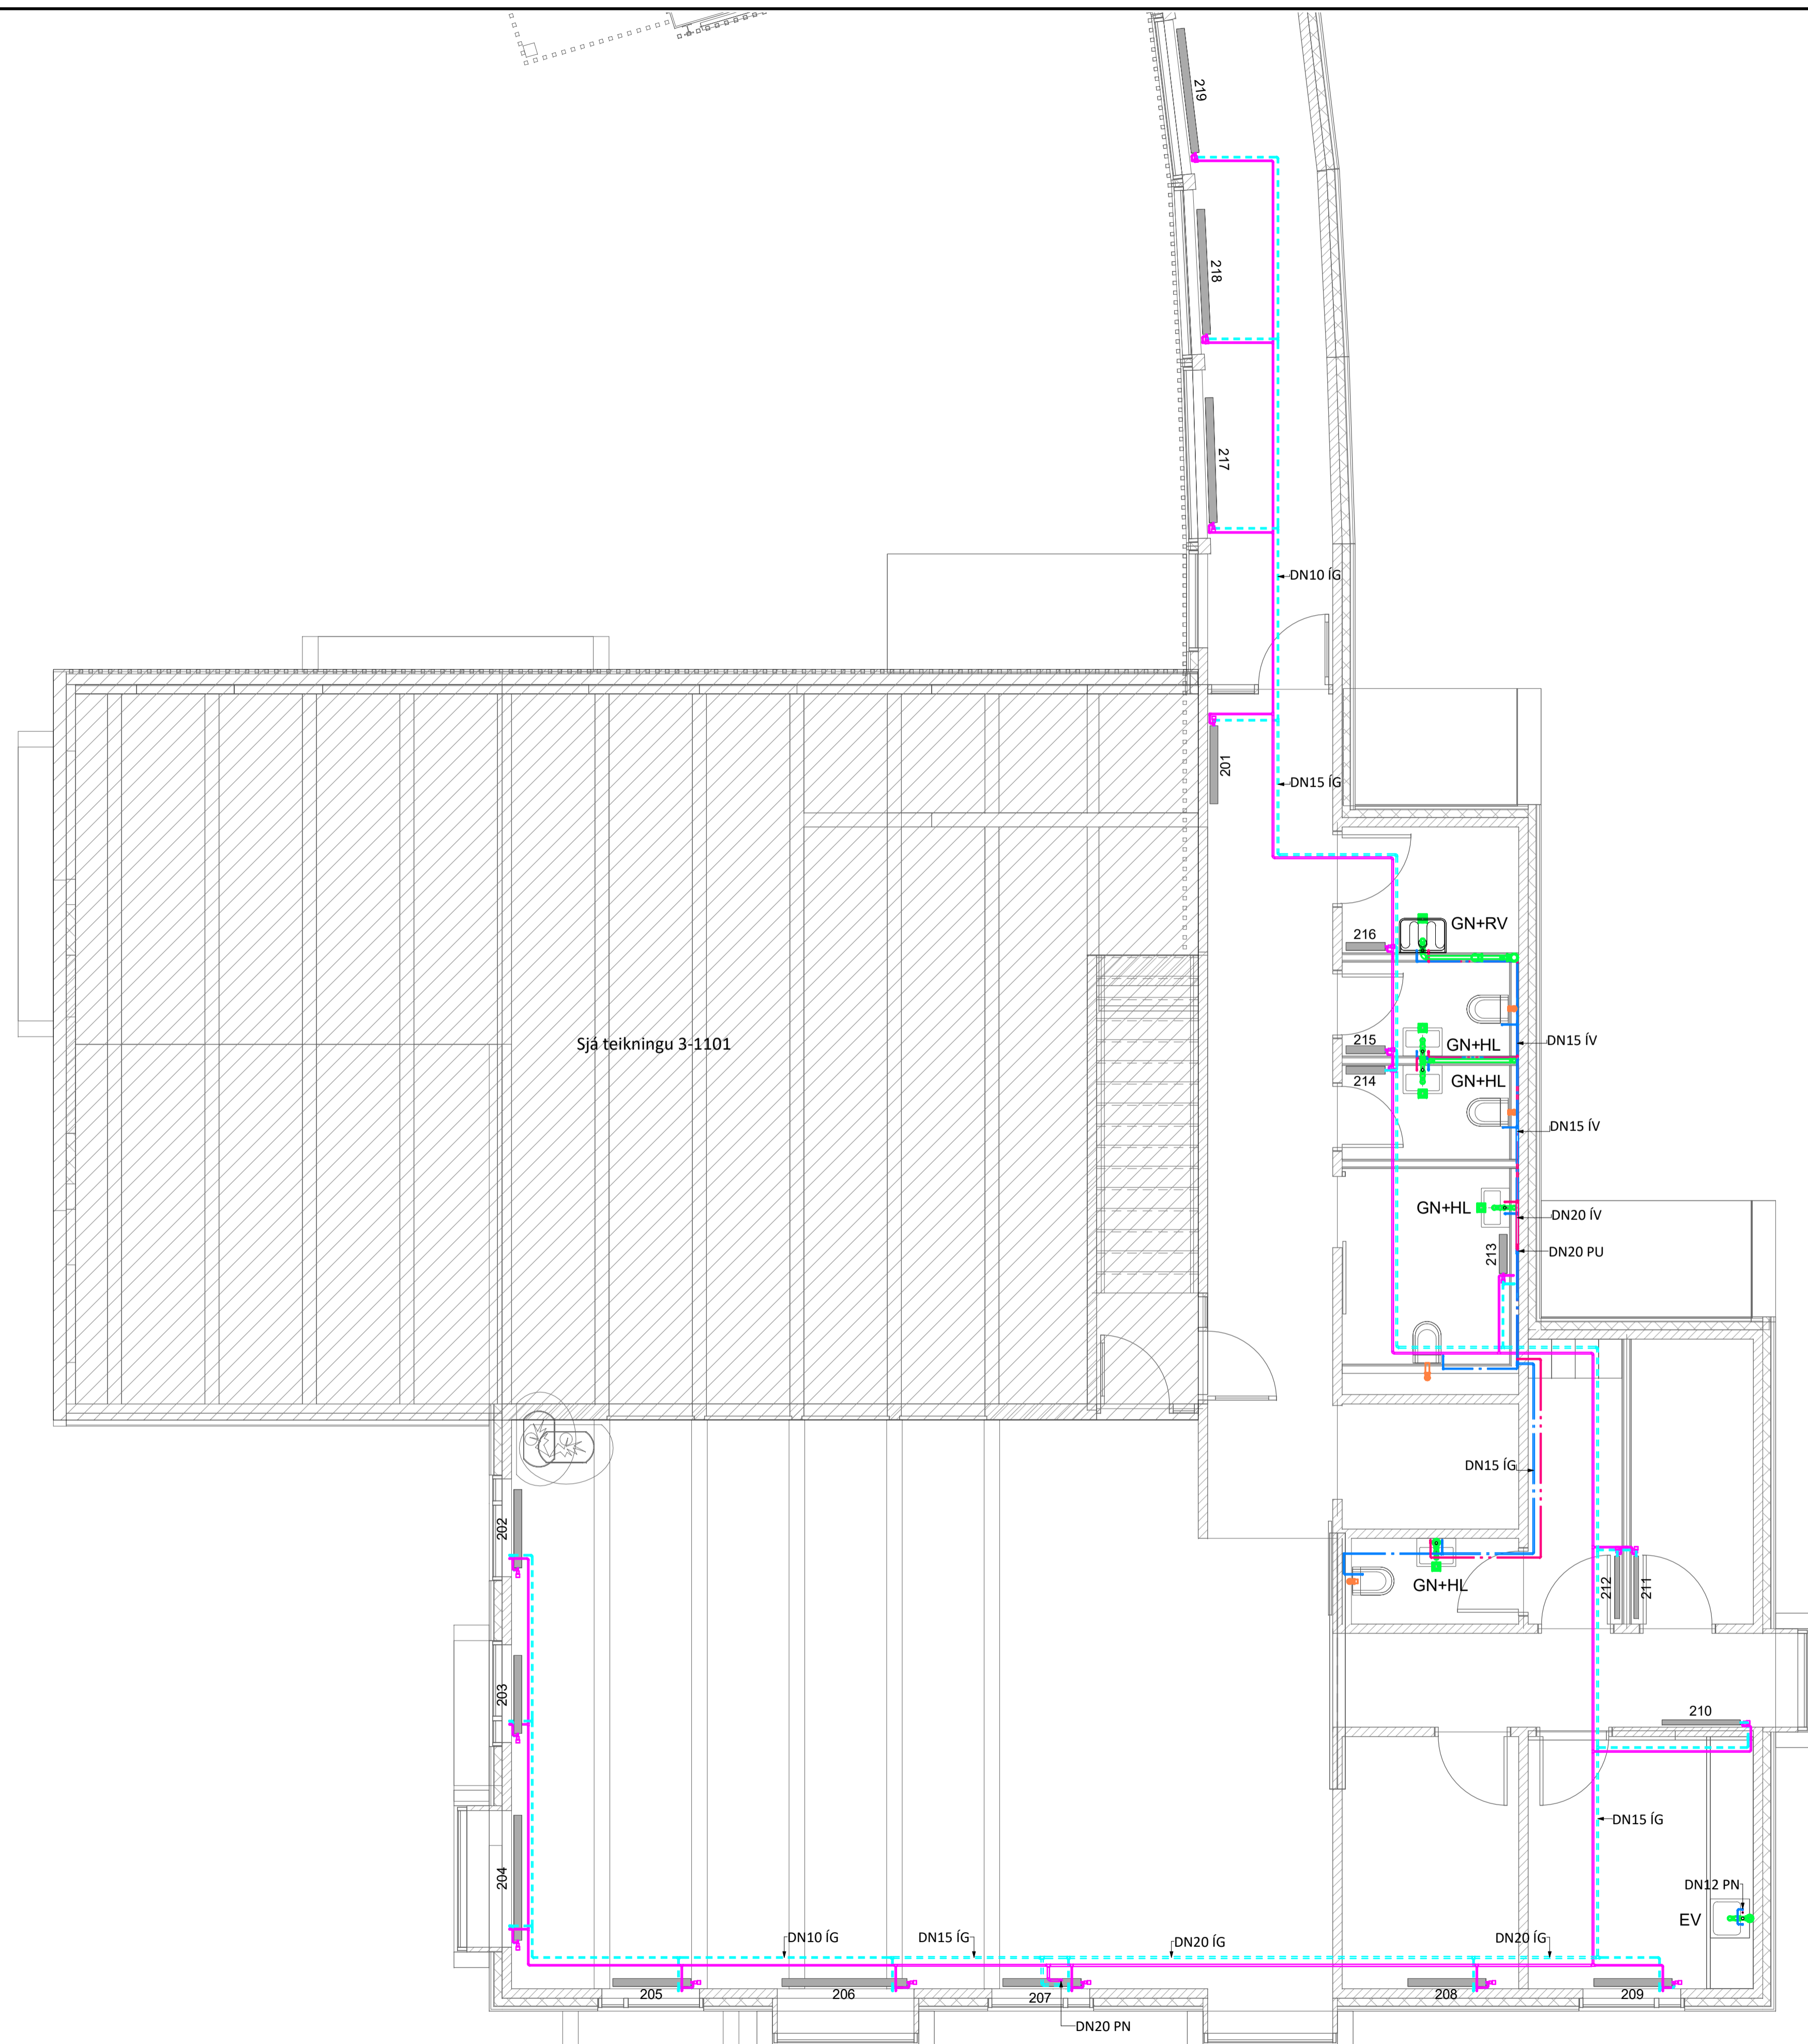 219
218
217
DN10 ÍG
201
DN15 ÍG
216
GN+RV
Sjá teikningu 3-1101
215
GN+HL
DN15 ÍV
214
GN+HL
DN15 ÍV
GN+HL
DN20 ÍV
213
DN20 PU
DN15 ÍG
202
GN+HL
212
211
203
210
DN15 ÍG
204
DN12 PN
EV
DN10 ÍG
DN15 ÍG
DN20 ÍG
DN20 ÍG
205
206
207
208
209
DN20 PN